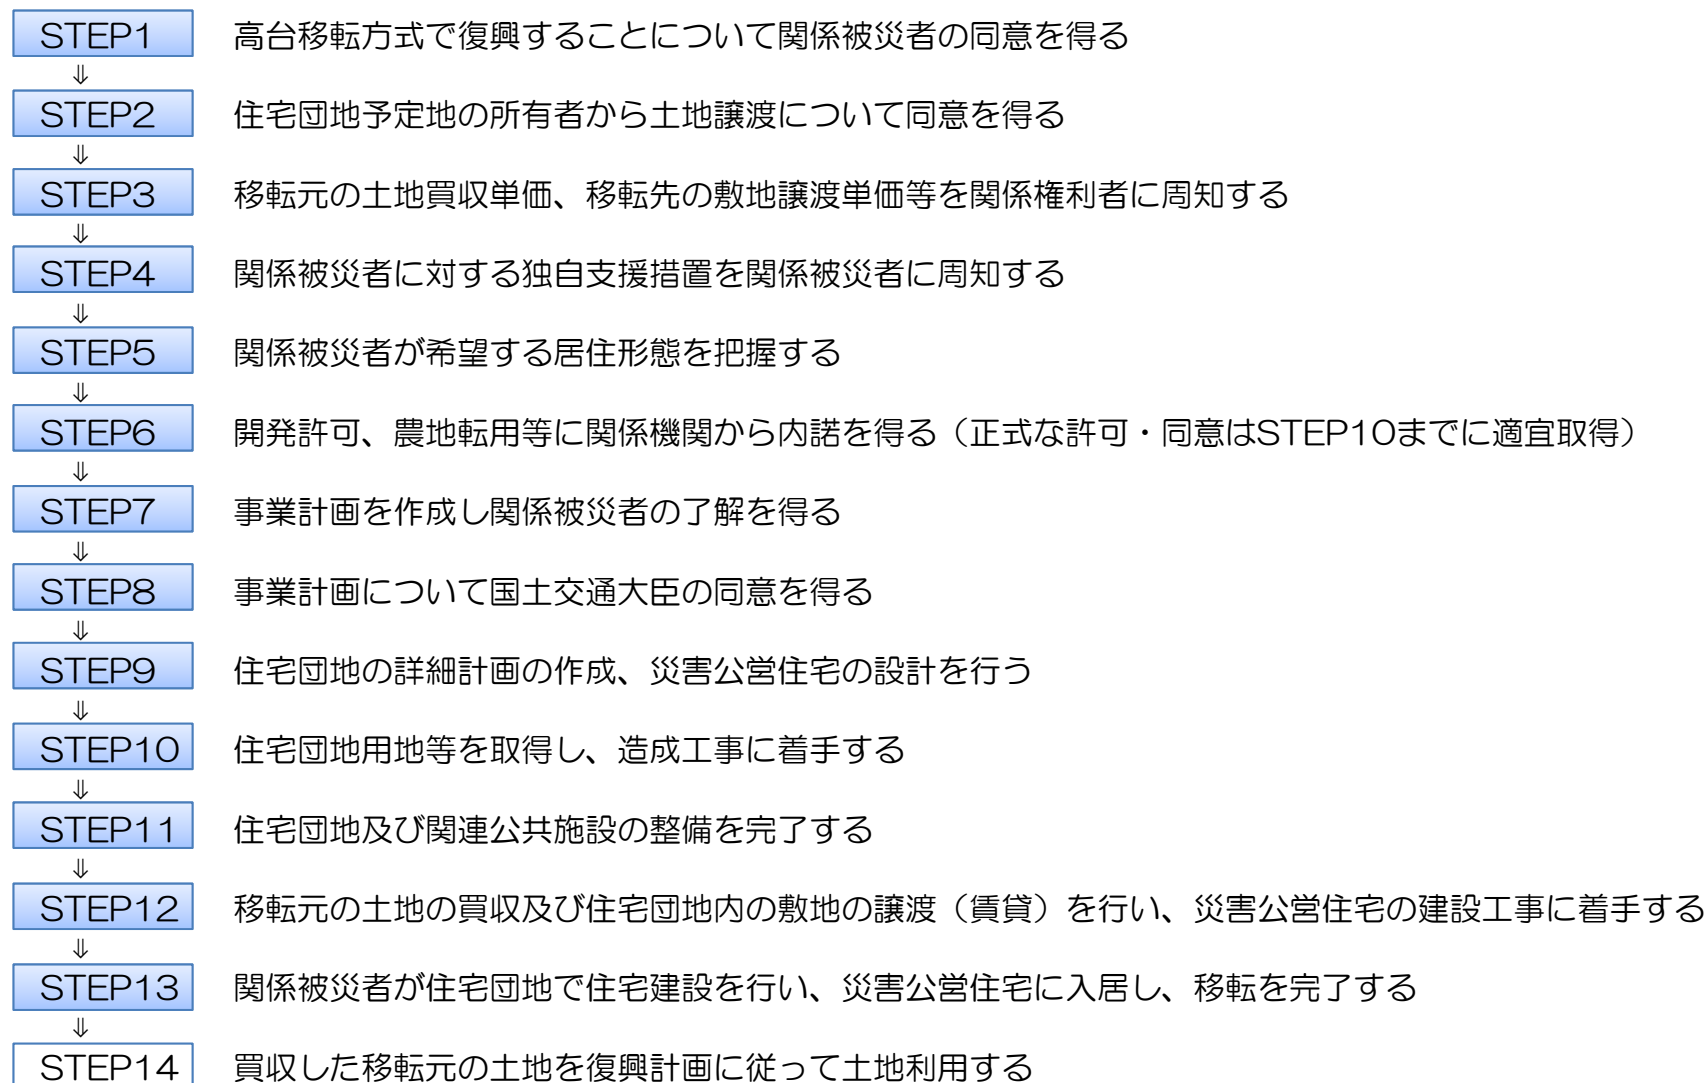 STEP1 高台移転方式で復興することについて関係被災者の同意を得る
⇓
STEP2 住宅団地予定地の所有者から土地譲渡について同意を得る
⇓
STEP3 移転元の土地買収単価、移転先の敷地譲渡単価等を関係権利者に周知する
⇓
STEP4 関係被災者に対する独自支援措置を関係被災者に周知する
⇓
STEP5 関係被災者が希望する居住形態を把握する
⇓
STEP6 開発許可、農地転用等に関係機関から内諾を得る（正式な許可・同意はSTEP10までに適宜取得）
⇓
STEP7 事業計画を作成し関係被災者の了解を得る
⇓
STEP8 事業計画について国土交通大臣の同意を得る
⇓
STEP9 住宅団地の詳細計画の作成、災害公営住宅の設計を行う
⇓
STEP10 住宅団地用地等を取得し、造成工事に着手する
⇓
STEP11 住宅団地及び関連公共施設の整備を完了する
⇓
STEP12 移転元の土地の買収及び住宅団地内の敷地の譲渡（賃貸）を行い、災害公営住宅の建設工事に着手する
⇓
STEP13 関係被災者が住宅団地で住宅建設を行い、災害公営住宅に入居し、移転を完了する
⇓
STEP14 買収した移転元の土地を復興計画に従って土地利用する